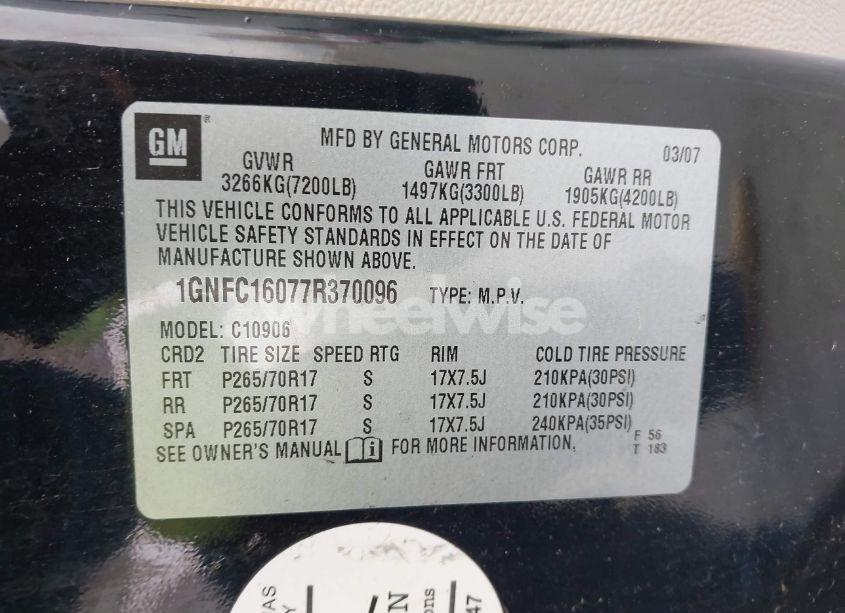 GM ®
MFD BY GENERAL MOTORS CORP. 03/07
GVWR GAWR FRT GAWR RR
3266KG(7200LB) 1497KG(3300LB) 1905KG(4200LB)
THIS VEHICLE CONFORMS TO ALL APPLICABLE U.S. FEDERAL MOTOR
VEHICLE SAFETY STANDARDS IN EFFECT ON THE DATE OF
MANUFACTURE SHOWN ABOVE.
1GNFC16077R370096 TYPE: M.P.V.
wheelwise
MODEL: C10906
CRD2 TIRE SIZE SPEED RTG RIM COLD TIRE PRESSURE
FRT P265/70R17 S 17X7.5J 210KPA(30PSI)
RR P265/70R17 S 17X7.5J 210KPA(30PSI)
SPA P265/70R17 S 17X7.5J 240KPA(35PSI)
SEE OWNER'S MANUAL i FOR MORE INFORMATION.
F 56
T 183
47